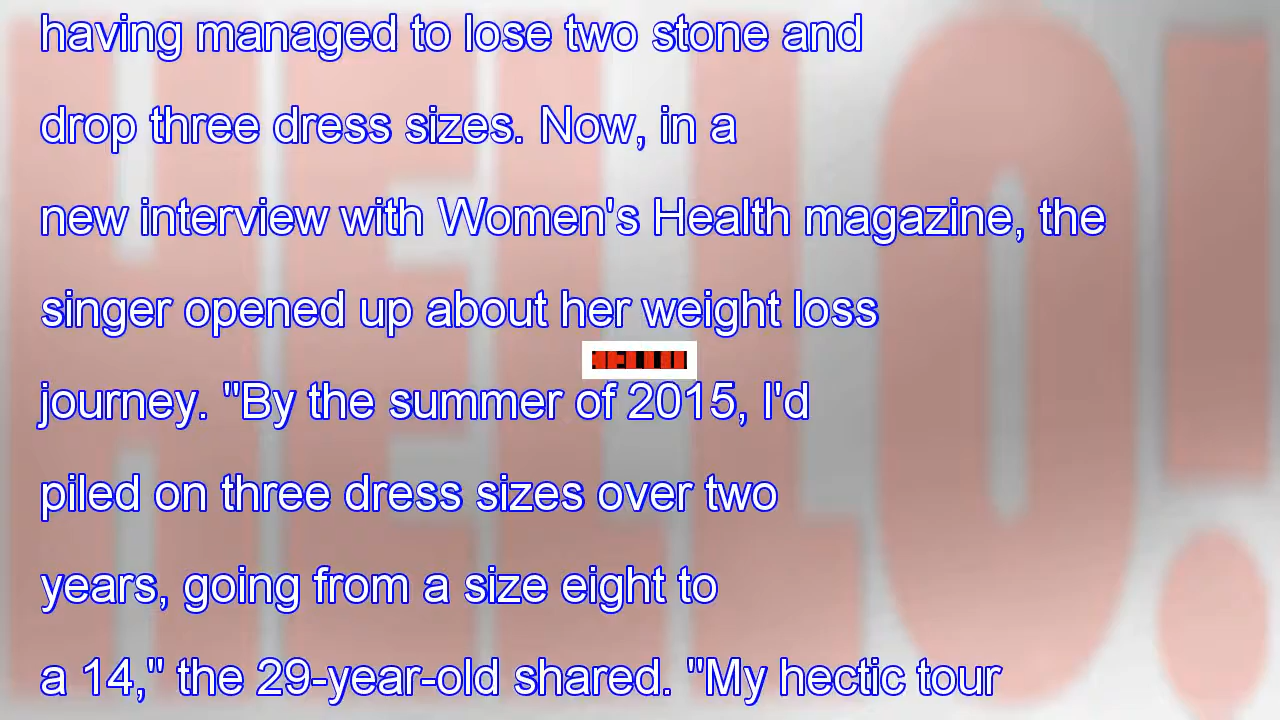 having managed to lose two stone and
drop three dress sizes. Now, in a
new interview with Women's Health magazine, the
singer opened up about her weight loss
HELLO!
journey. "By the summer of 2015, I'd
piled on three dress sizes over two
years, going from a size eight to
a 14," the 29-year-old shared. "My hectic tour